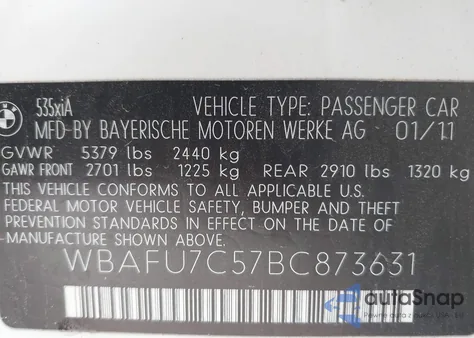 BMW
535xiA
VEHICLE TYPE: PASSENGER CAR
MFD-BY BAYERISCHE MOTOREN WERKE AG 01/11
GVWR 5379 lbs 2440 kg
GAWR FRONT 2701 lbs 1225 kg REAR 2910 lbs 1320 kg
THIS VEHICLE CONFORMS TO ALL APPLICABLE U.S.
FEDERAL MOTOR VEHICLE SAFETY, BUMPER AND THEFT
PREVENTION STANDARDS IN EFFECT ON THE DATE OF
MANUFACTURE SHOWN ABOVE.
WBAFU7C57BC873631
autoSnap